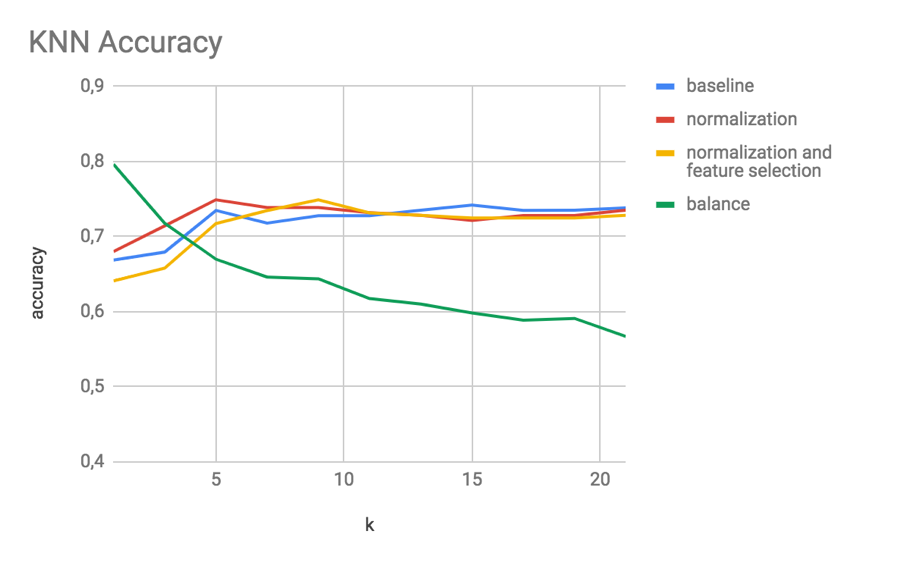 KNN Accuracy
0,9
0,8
0,7
0,6
0,5
0,4
accuracy
5
10
15
20
k
baseline
normalization
normalization and
feature selection
balance